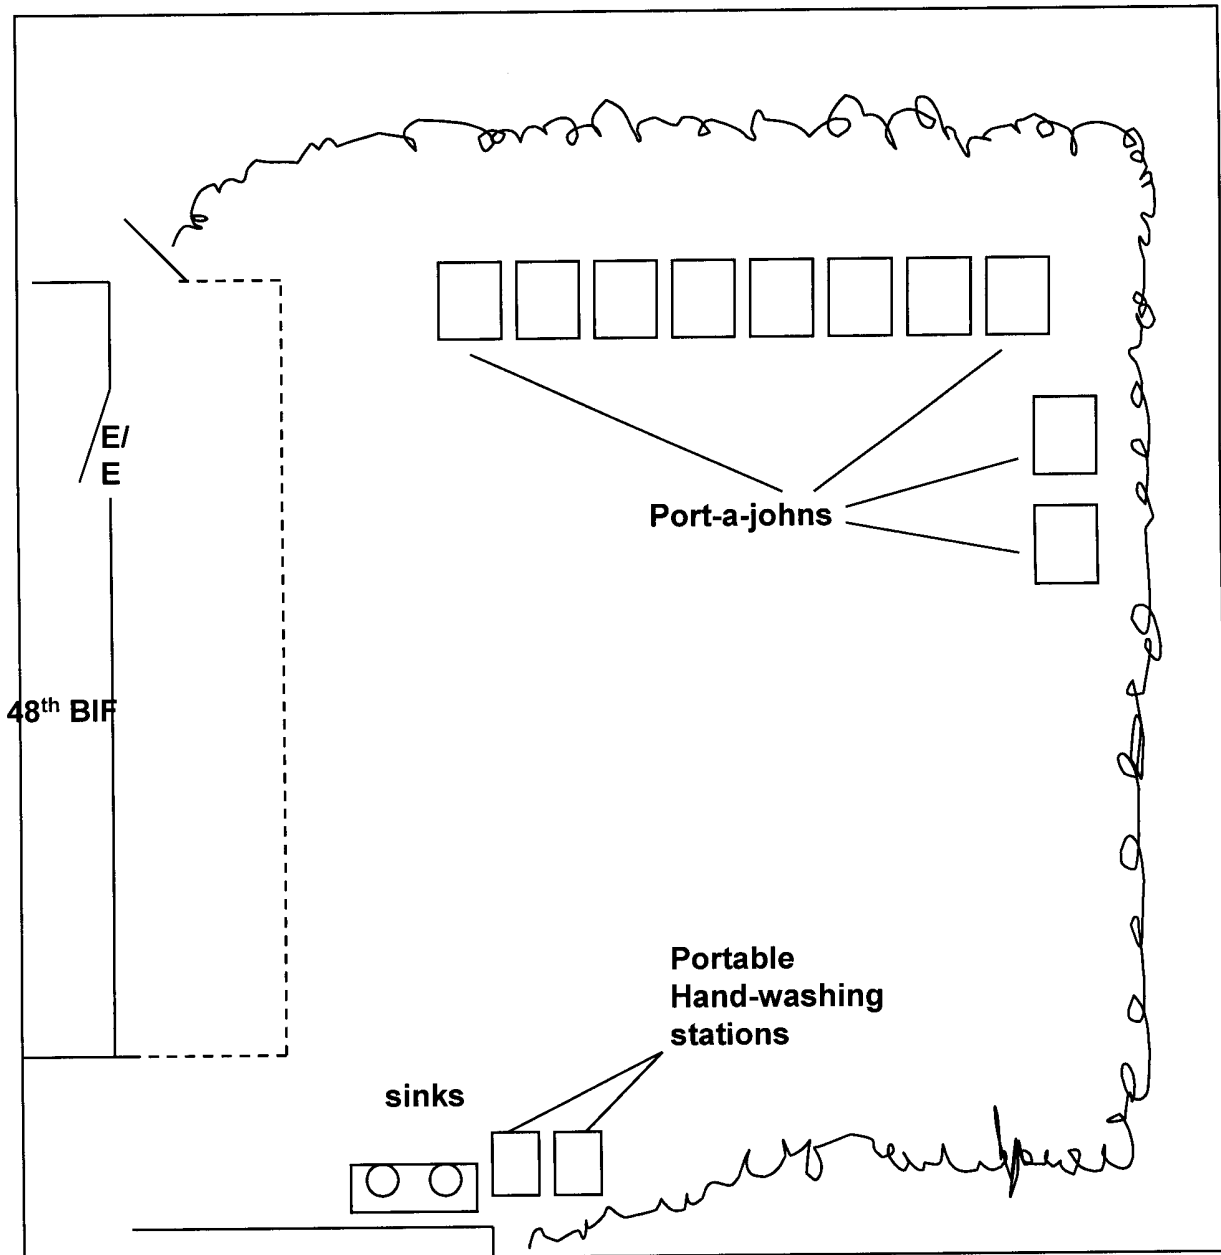 E/
E
Port-a-johns
48th BIF
Portable
Hand-washing
stations
sinks